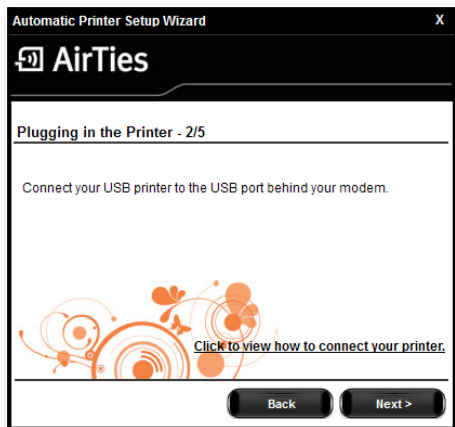 Automatic Printer Setup Wizard X
AirTies
Plugging in the Printer - 2/5
Connect your USB printer to the USB port behind your modem.
Click to view how to connect your printer.
Back Next >